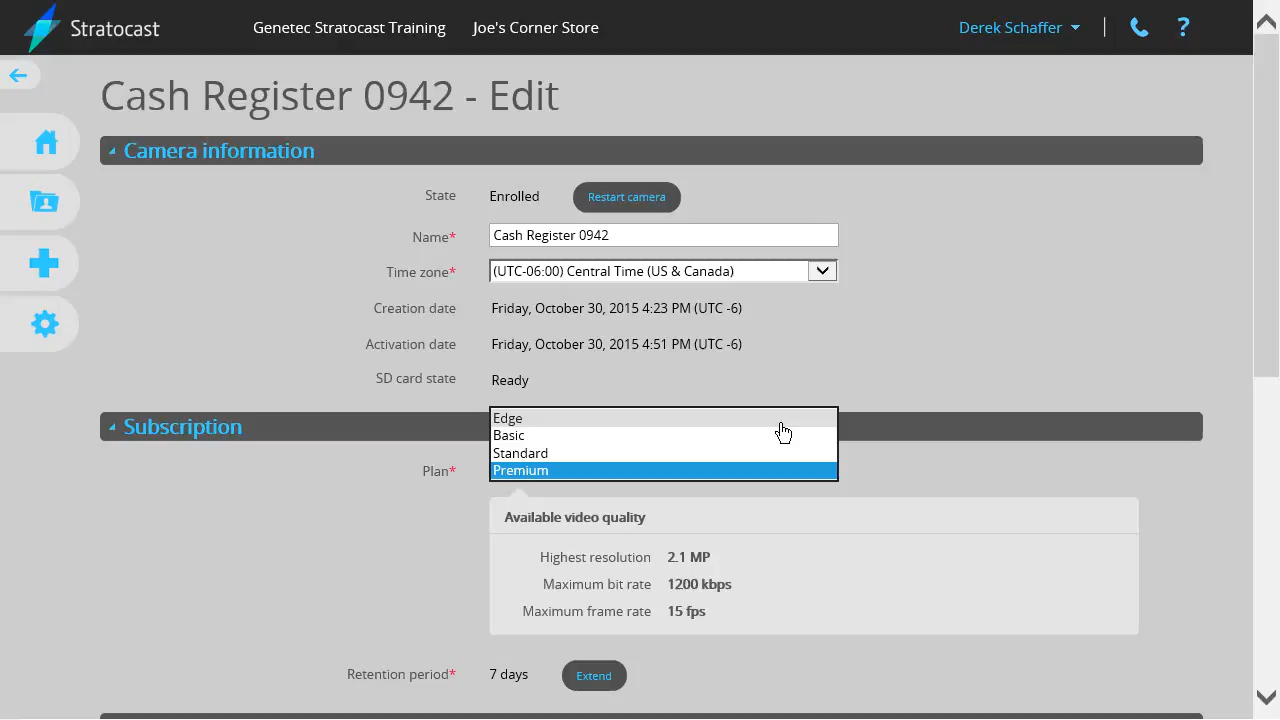 Stratocast Genetec Stratocast Training Joe's Corner Store Derek Schaffer ?
Cash Register 0942 - Edit
Camera information
State Enrolled Restart camera
Name* Cash Register 0942
Time zone* (UTC-06:00) Central Time (US & Canada)
Creation date Friday, October 30, 2015 4:23 PM (UTC -6)
Activation date Friday, October 30, 2015 4:51 PM (UTC -6)
SD card state Ready
Subscription
Edge
Basic
Standard
Plan* Premium
Available video quality
Highest resolution 2.1 MP
Maximum bit rate 1200 kbps
Maximum frame rate 15 fps
Retention period* 7 days Extend